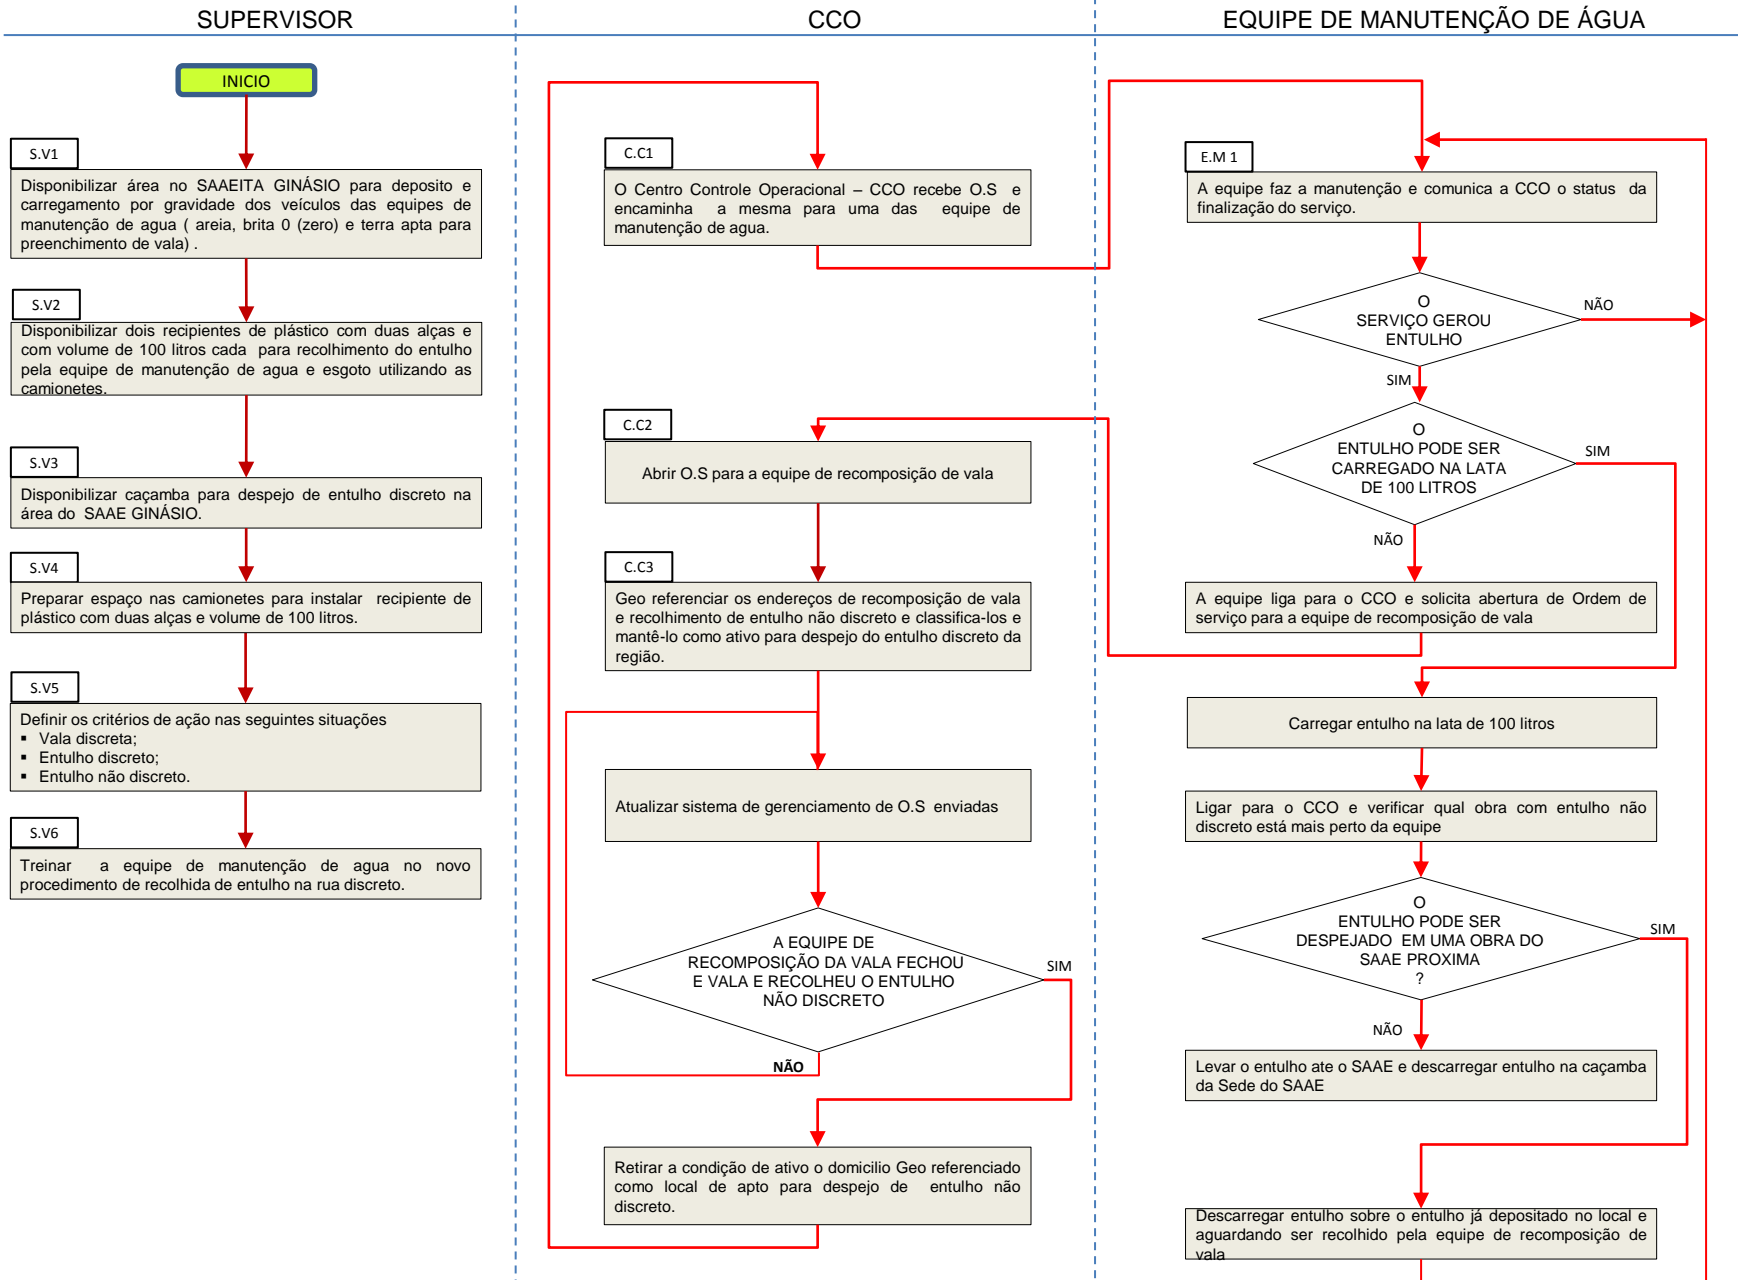 SUPERVISOR
INICIO
S.V1
Disponibilizar área no SAAEITA GINÁSIO para deposito e
carregamento por gravidade dos veículos das equipes de
manutenção de agua ( areia, brita 0 (zero) e terra apta para
preenchimento de vala) .
S.V2
Disponibilizar dois recipientes de plástico com duas alças e
com volume de 100 litros cada para recolhimento do entulho
pela equipe de manutenção de agua e esgoto utilizando as
camionetes.
S.V3
Disponibilizar caçamba para despejo de entulho discreto na
área do SAAE GINÁSIO.
S.V4
Preparar espaço nas camionetes para instalar recipiente de
plástico com duas alças e volume de 100 litros.
S.V5
Definir os critérios de ação nas seguintes situações
▪ Vala discreta;
▪ Entulho discreto;
▪ Entulho não discreto.
S.V6
Treinar a equipe de manutenção de agua no novo
procedimento de recolhida de entulho na rua discreto.
CCO
C.C1
O Centro Controle Operacional – CCO recebe O.S e
encaminha a mesma para uma das equipe de
manutenção de agua.
C.C2
Abrir O.S para a equipe de recomposição de vala
C.C3
Geo referenciar os endereços de recomposição de vala
e recolhimento de entulho não discreto e classifica-los e
mantê-lo como ativo para despejo do entulho discreto da
região.
Atualizar sistema de gerenciamento de O.S enviadas
A EQUIPE DE
RECOMPOSIÇÃO DA VALA FECHOU
E VALA E RECOLHEU O ENTULHO
NÃO DISCRETO
SIM
NÃO
Retirar a condição de ativo o domicilio Geo referenciado
como local de apto para despejo de entulho não
discreto.
EQUIPE DE MANUTENÇÃO DE ÁGUA
E.M 1
A equipe faz a manutenção e comunica a CCO o status da
finalização do serviço.
O
SERVIÇO GEROU
ENTULHO
NÃO
SIM
O
ENTULHO PODE SER
CARREGADO NA LATA
DE 100 LITROS
SIM
NÃO
A equipe liga para o CCO e solicita abertura de Ordem de
serviço para a equipe de recomposição de vala
Carregar entulho na lata de 100 litros
Ligar para o CCO e verificar qual obra com entulho não
discreto está mais perto da equipe
O
ENTULHO PODE SER
DESPEJADO EM UMA OBRA DO
SAAE PROXIMA
?
SIM
NÃO
Levar o entulho ate o SAAE e descarregar entulho na caçamba
da Sede do SAAE
Descarregar entulho sobre o entulho já depositado no local e
aguardando ser recolhido pela equipe de recomposição de
vala